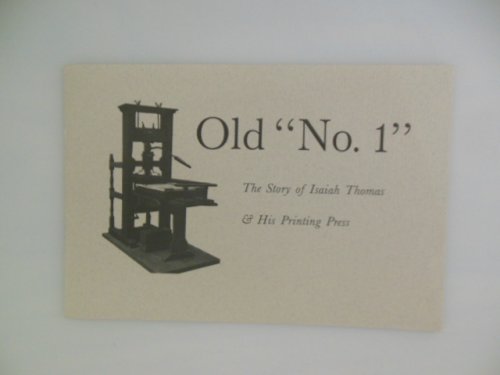 Old “No. 1”
The Story of Isaiah Thomas
& His Printing Press